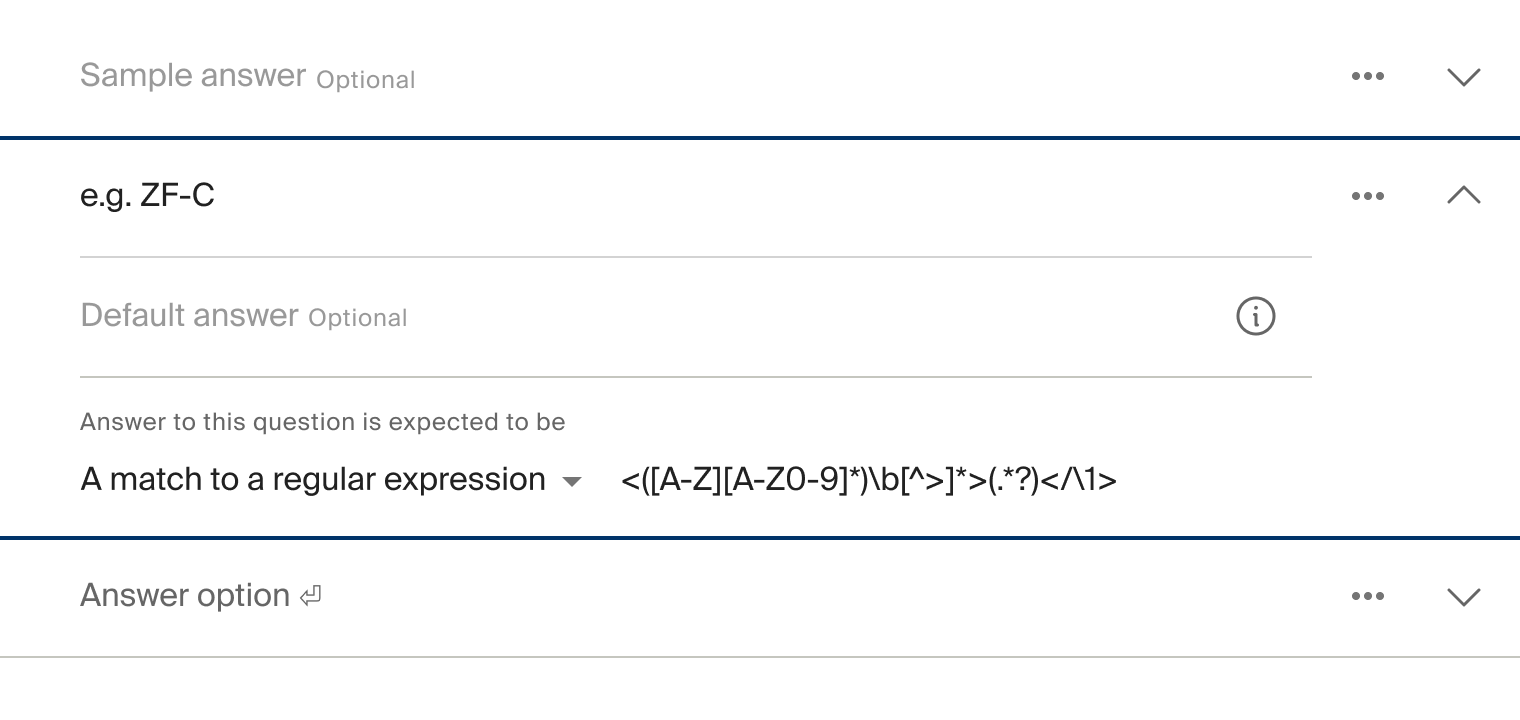 Sample answer Optional
e.g. ZF-C
Default answer Optional
Answer to this question is expected to be
A match to a regular expression <([A-Z][A-Z0-9]*)\b[^>]*>(.*?)</\1>
Answer option ⏎